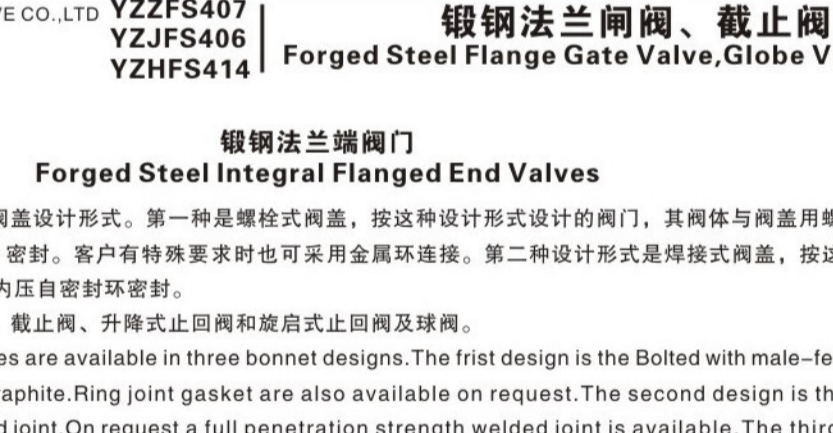 VE CO.,LTD YZZFS407
YZJFS406
YZHFS414
锻钢法兰闸阀、截止阀
Forged Steel Flange Gate Valve,Globe V
锻钢法兰端阀门
Forged Steel Integral Flanged End Valves
阀盖设计形式。第一种是螺栓式阀盖，按这种设计形式设计的阀门，其阀体与阀盖用螺
密封。客户有特殊要求时也可采用金属环连接。第二种设计形式是焊接式阀盖，按这
内压自密封环密封。
截止阀、升降式止回阀和旋启式止回阀及球阀。
es are available in three bonnet designs.The frist design is the Bolted with male–fe
raphite.Ring joint gasket are also available on request.The second design is th
d joint.On request a full penetration strength welded joint is available.The third